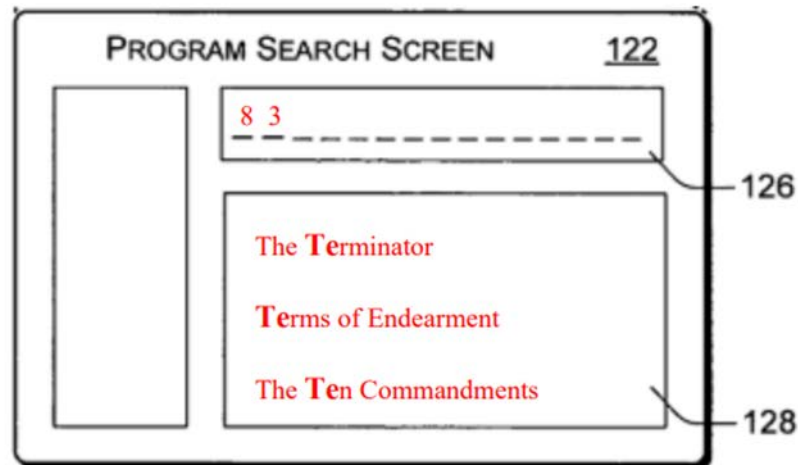 PROGRAM SEARCH SCREEN 122
8 3
126
The Terminator
Terms of Endearment
The Ten Commandments
128